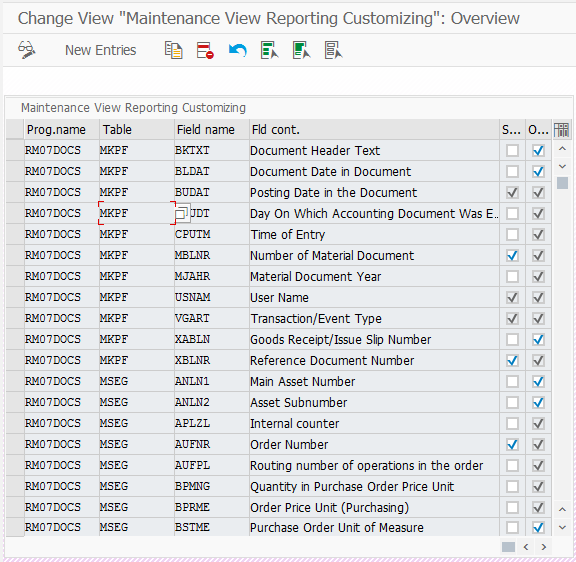 Change View "Maintenance View Reporting Customizing": Overview
New Entries
Maintenance View Reporting Customizing
Prog.name Table Field name Fld cont. S... O...
RM07DOCS MKPF BKTXT Document Header Text
RM07DOCS MKPF BLDAT Document Date in Document
RM07DOCS MKPF BUDAT Posting Date in the Document
RM07DOCS MKPF UDT Day On Which Accounting Document Was E..
RM07DOCS MKPF CPUTM Time of Entry
RM07DOCS MKPF MBLNR Number of Material Document
RM07DOCS MKPF MJAHR Material Document Year
RM07DOCS MKPF USNAM User Name
RM07DOCS MKPF VGART Transaction/Event Type
RM07DOCS MKPF XABLN Goods Receipt/Issue Slip Number
RM07DOCS MKPF XBLNR Reference Document Number
RM07DOCS MSEG ANLN1 Main Asset Number
RM07DOCS MSEG ANLN2 Asset Subnumber
RM07DOCS MSEG APLZL Internal counter
RM07DOCS MSEG AUFNR Order Number
RM07DOCS MSEG AUFPL Routing number of operations in the order
RM07DOCS MSEG BPMNG Quantity in Purchase Order Price Unit
RM07DOCS MSEG BPRME Order Price Unit (Purchasing)
RM07DOCS MSEG BSTME Purchase Order Unit of Measure